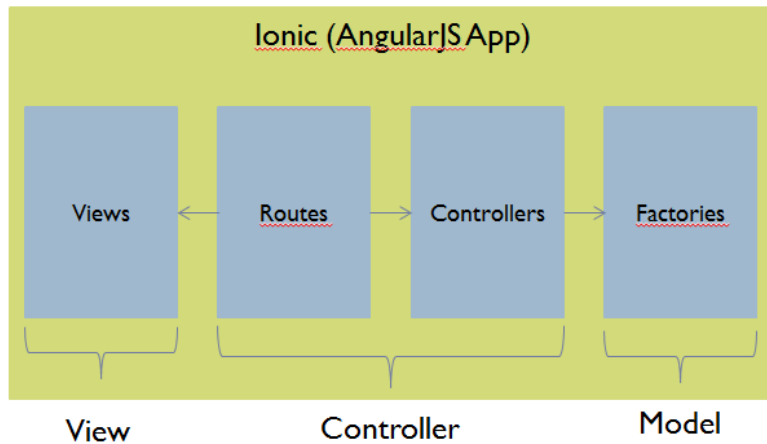 Ionic (AngularJS App)
Views
Routes
Controllers
Factories
View
Controller
Model